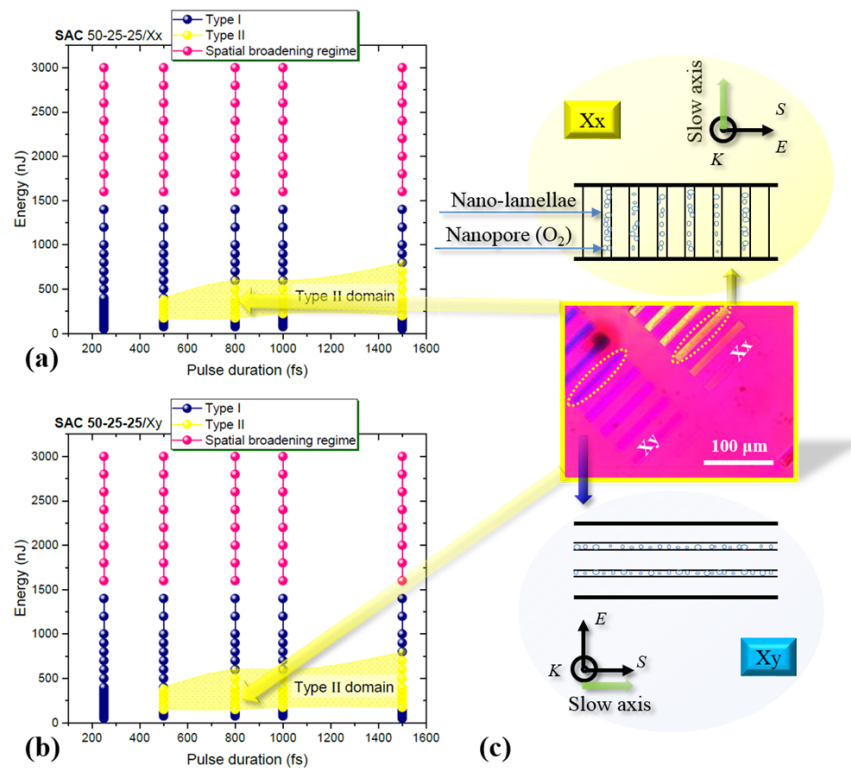 SAC 50-25-25/Xx
Type I
Type II
Spatial broadening regime
3000
2500
2000
1500
1000
500
0
Energy (nJ)
Type II domain
200 400 600 800 1000 1200 1400 1600
Pulse duration (fs)
(a)
SAC 50-25-25/Xy
Type I
Type II
Spatial broadening regime
3000
2500
2000
1500
1000
500
0
Energy (nJ)
Type II domain
200 400 600 800 1000 1200 1400 1600
Pulse duration (fs)
(b)
Xx
Slow axis
S
E
K
Nano-lamellae
Nanopore (O2)
Xx
Xy
100 μm
E
K
S
Slow axis
Xy
(c)